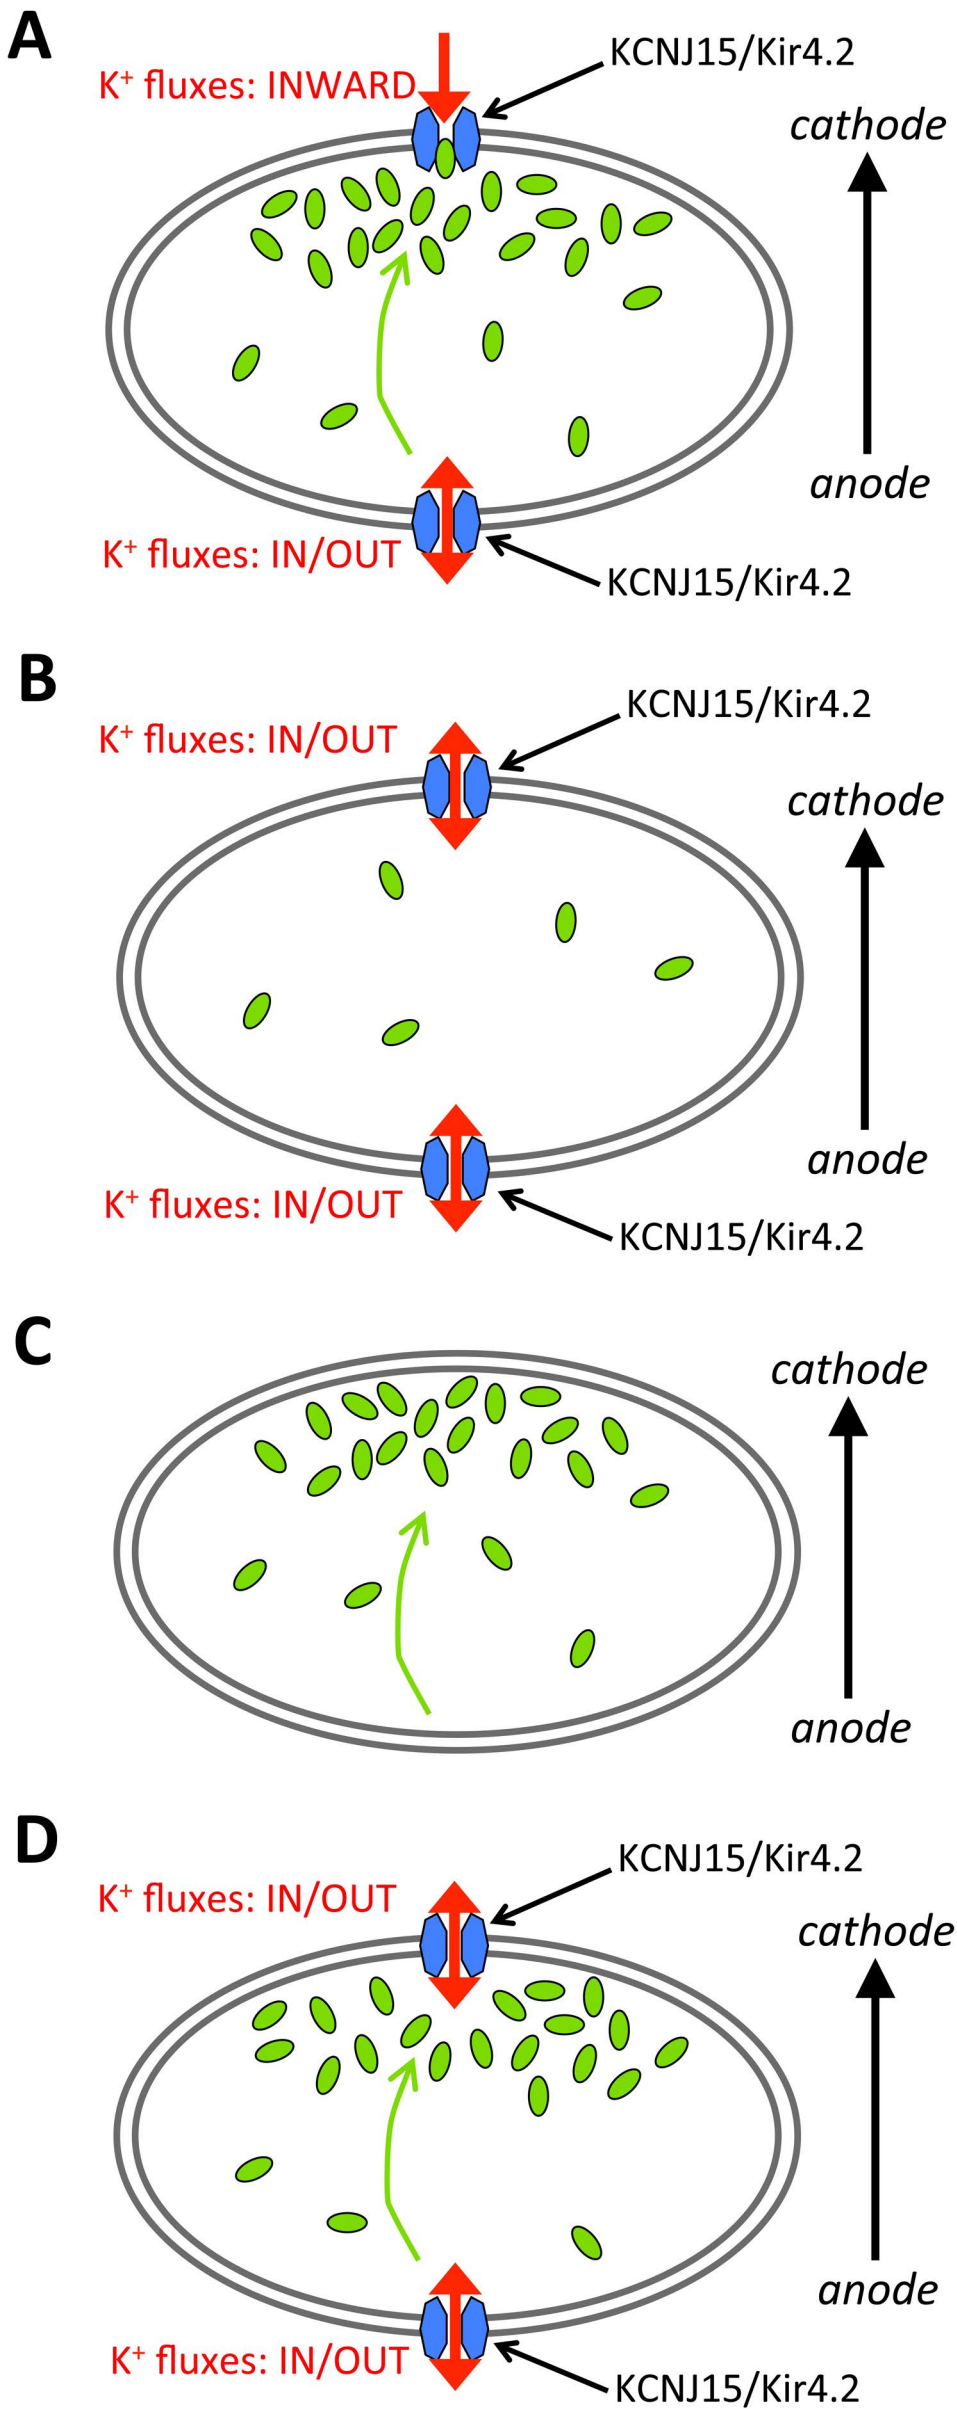 A
KCNJ15/Kir4.2
K⁺ fluxes: INWARD
cathode
anode
K⁺ fluxes: IN/OUT
KCNJ15/Kir4.2
B
KCNJ15/Kir4.2
K⁺ fluxes: IN/OUT
cathode
anode
K⁺ fluxes: IN/OUT
KCNJ15/Kir4.2
C
cathode
anode
D
KCNJ15/Kir4.2
K⁺ fluxes: IN/OUT
cathode
anode
K⁺ fluxes: IN/OUT
KCNJ15/Kir4.2